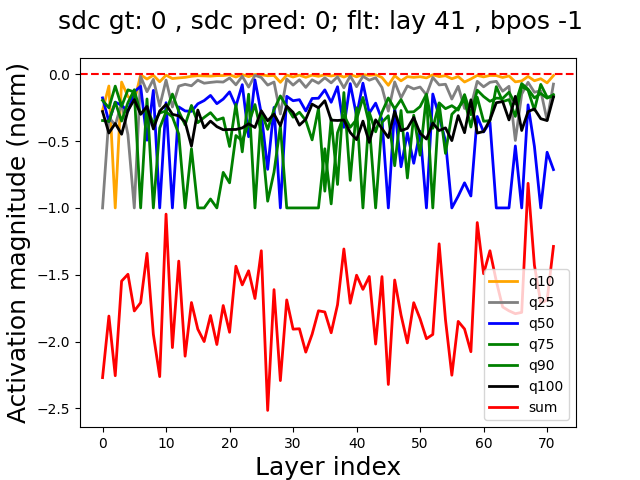 sdc gt: 0 , sdc pred: 0; flt: lay 41 , bpos -1
Activation magnitude (norm)
0.0
−0.5
−1.0
−1.5
−2.0
−2.5
q10
q25
q50
q75
q90
q100
sum
0 10 20 30 40 50 60 70
Layer index